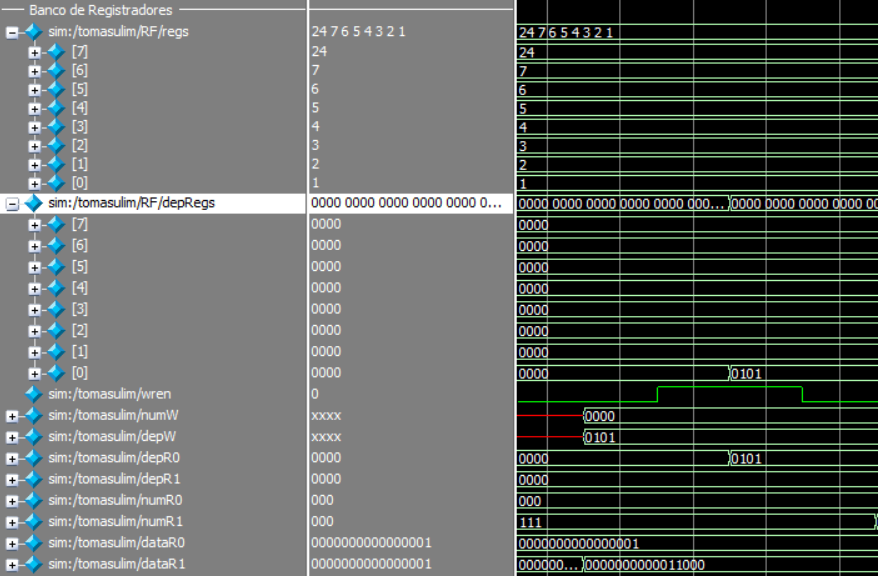 Banco de Registradores
sim:/tomasulim/RF/regs 24 7 6 5 4 3 2 1 24 7 6 5 4 3 2 1
[7] 24 24
[6] 7 7
[5] 6 6
[4] 5 5
[3] 4 4
[2] 3 3
[1] 2 2
[0] 1 1
sim:/tomasulim/RF/depRegs 0000 0000 0000 0000 0000 0... 0000 0000 0000 0000 0000 000... 0000 0000 0000 0000 00
[7] 0000 0000
[6] 0000 0000
[5] 0000 0000
[4] 0000 0000
[3] 0000 0000
[2] 0000 0000
[1] 0000 0000
[0] 0000 0000 0101
sim:/tomasulim/wren 0
sim:/tomasulim/numW xxxx 0000
sim:/tomasulim/depW xxxx 0101
sim:/tomasulim/depR0 0000 0000 0101
sim:/tomasulim/depR1 0000 0000
sim:/tomasulim/numR0 000 000
sim:/tomasulim/numR1 000 111
sim:/tomasulim/dataR0 0000000000000001 0000000000000001
sim:/tomasulim/dataR1 0000000000000001 000000... 0000000000011000